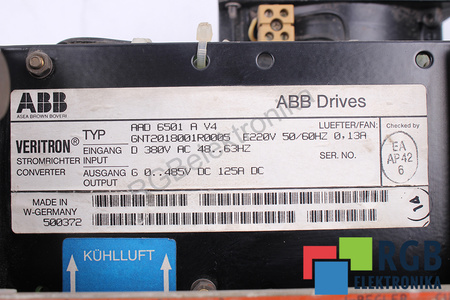 ABB
ASEA BROWN BOVERI
ABB Drives
VERITRON®
STROMRICHTER
CONVERTER
TYP
AAD 6501 A V4
LUEFTER/FAN:
GNT2018001R0005 E220V 50/60HZ 0,13A
EINGANG
INPUT
D 380V AC 48..63HZ
AUSGANG
OUTPUT
G 0..485V DC 125A DC
Checked by
EA
AP42
6
MADE IN
W-GERMANY
500372
KÜHLLUFT
RGBelektronika
RGB
ELEKTRONIKA